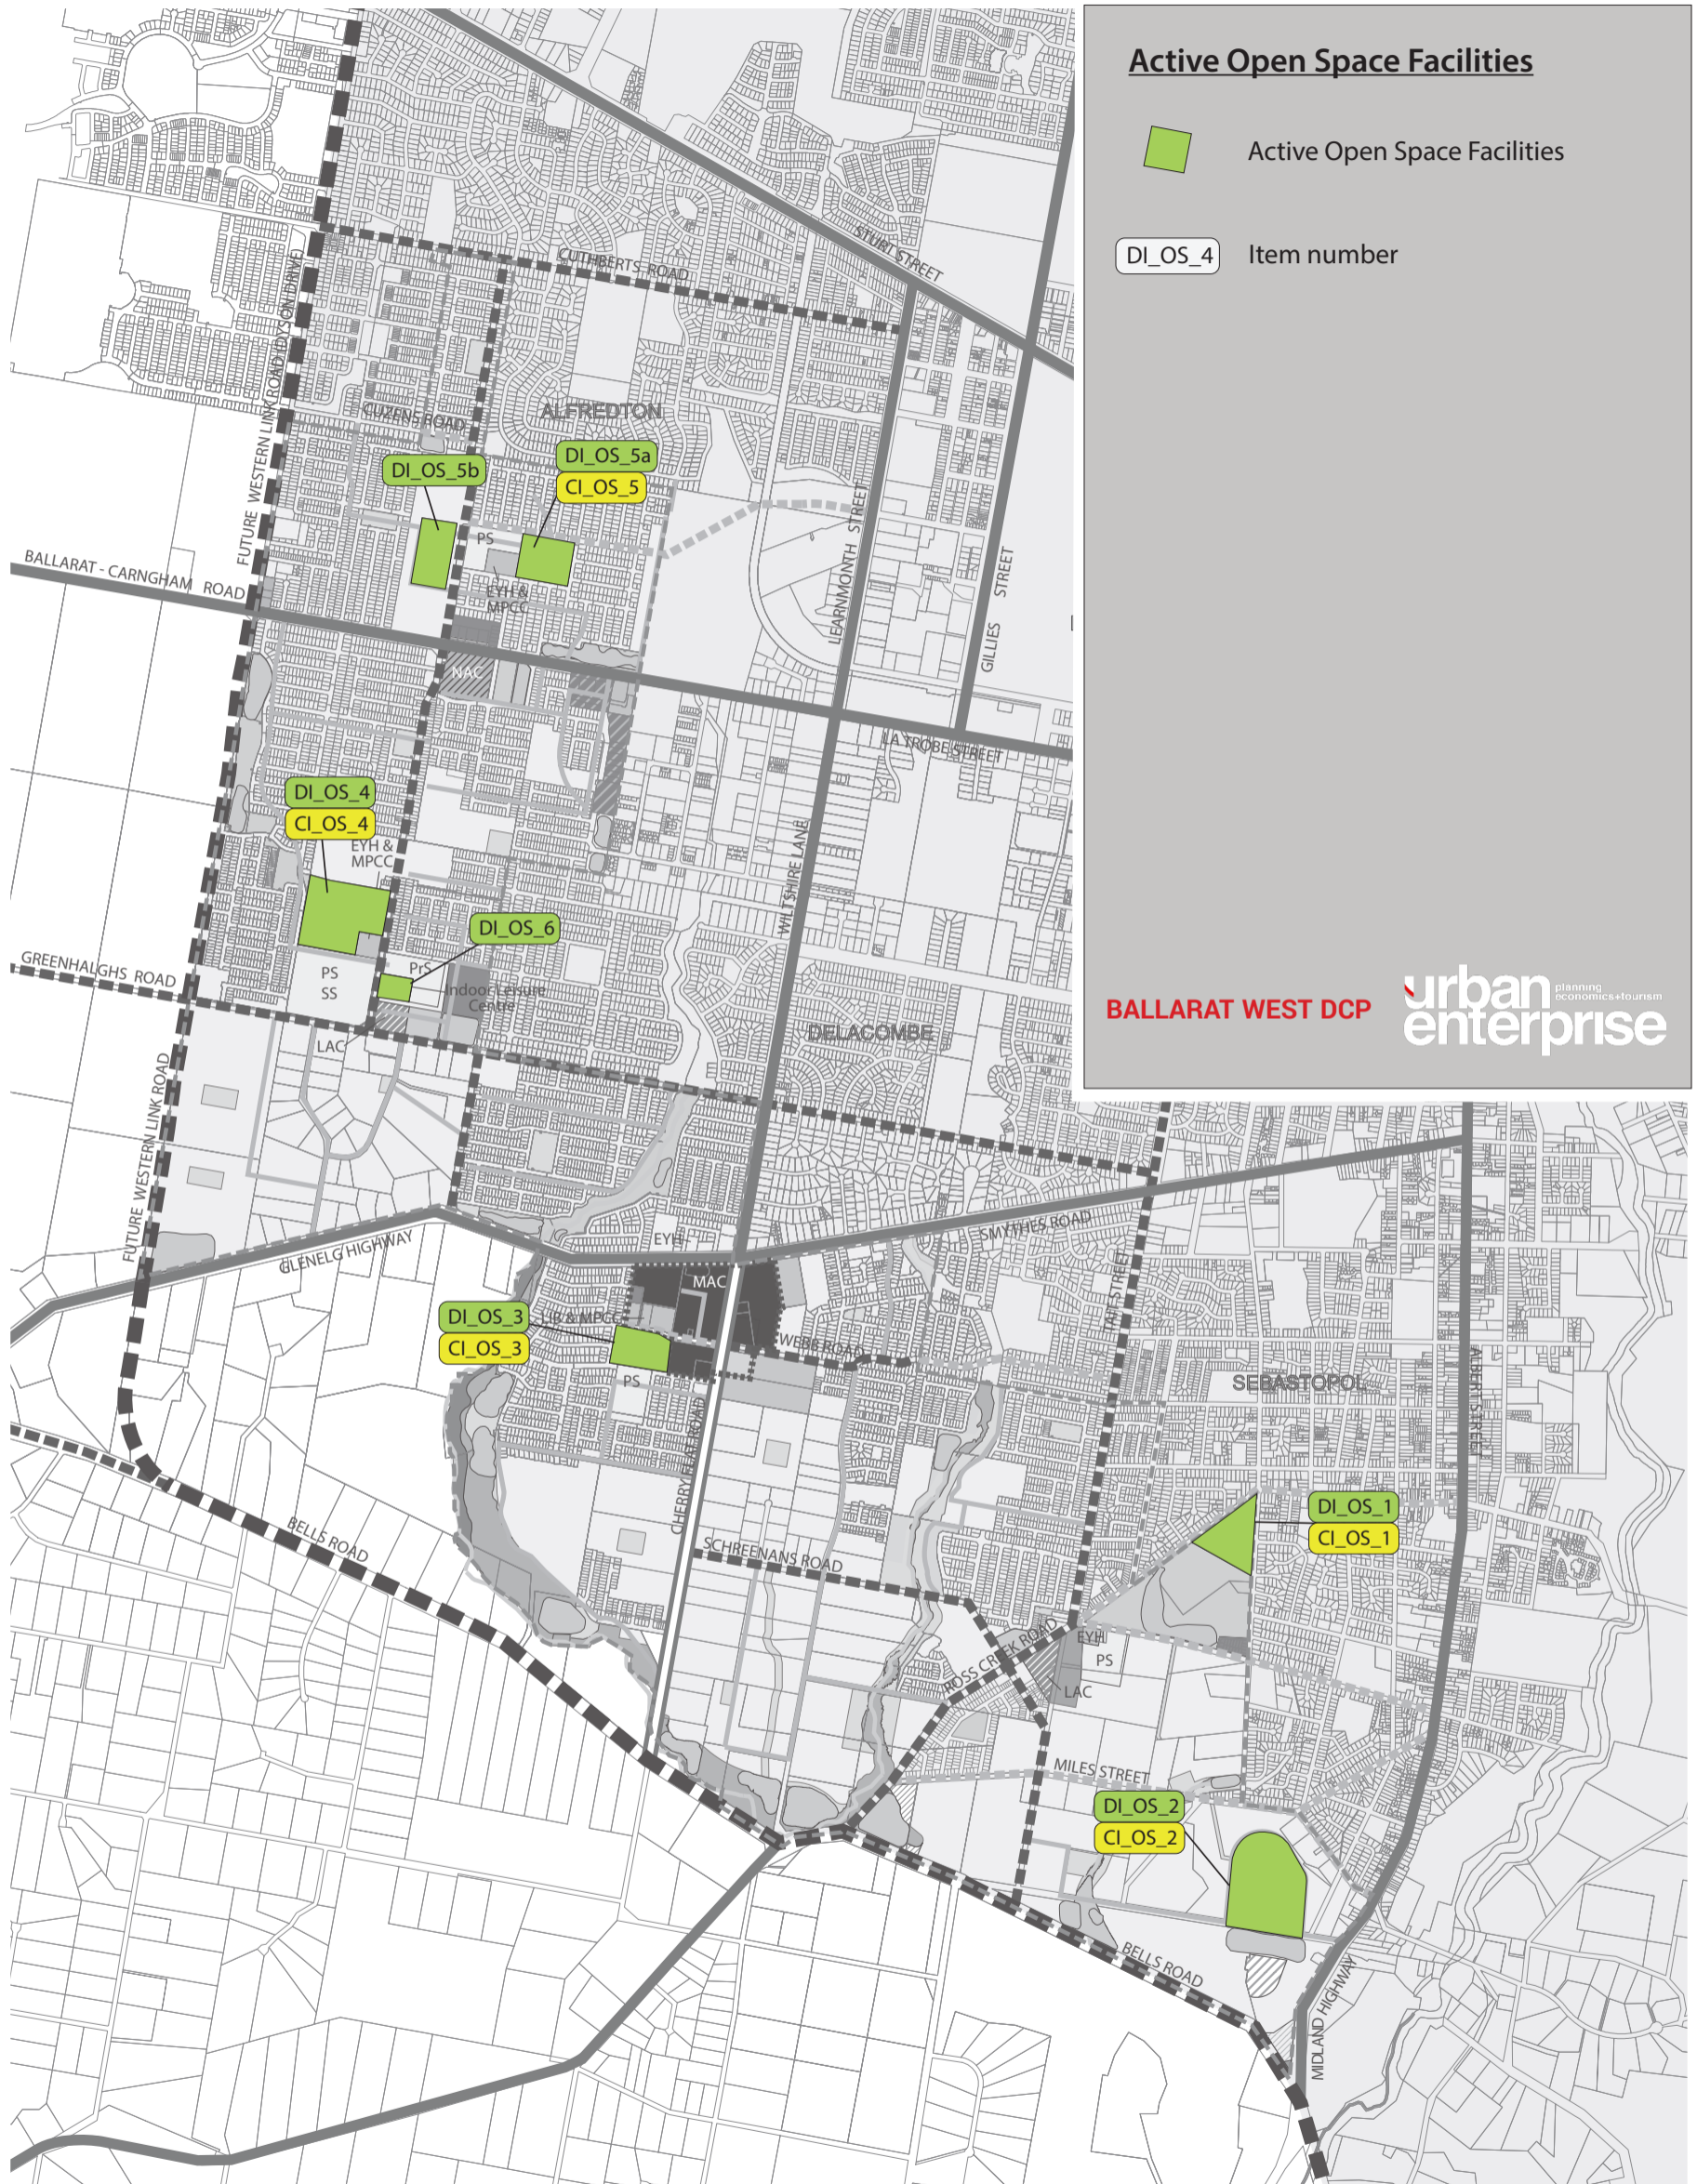 Active Open Space Facilities
Active Open Space Facilities
DI_OS_4
Item number
BALLARAT WEST DCP
urban
enterprise
planning
economics+tourism
STURT STREET
CUTHBERTS ROAD
FUTURE WESTERN LINK ROAD (DYSON DRIVE)
CUZENS ROAD
ALFREDTON
DI_OS_5b
DI_OS_5a
CI_OS_5
PS
EYH &
MPCC
LEARNMONTH STREET
GILLIES STREET
BALLARAT - CARNGHAM ROAD
NAC
LA TROBE STREET
DI_OS_4
CI_OS_4
EYH &
MPCC
WILTSHIRE LANE
DI_OS_6
GREENHALGHS ROAD
PS
SS
PrS
Indoor Leisure
Centre
LAC
DELACOMBE
FUTURE WESTERN LINK ROAD
GLENELG HIGHWAY
EYH
SMYTHES ROAD
MAC
TAIT STREET
DI_OS_3
CI_OS_3
LIB & MPCC
WEBB ROAD
PS
SEBASTOPOL
ALBERT STREET
CHERRY FLAT ROAD
BELLS ROAD
SCHREENANS ROAD
DI_OS_1
CI_OS_1
ROSS CREEK ROAD
EYH
PS
LAC
MILES STREET
DI_OS_2
CI_OS_2
BELLS ROAD
MIDLAND HIGHWAY